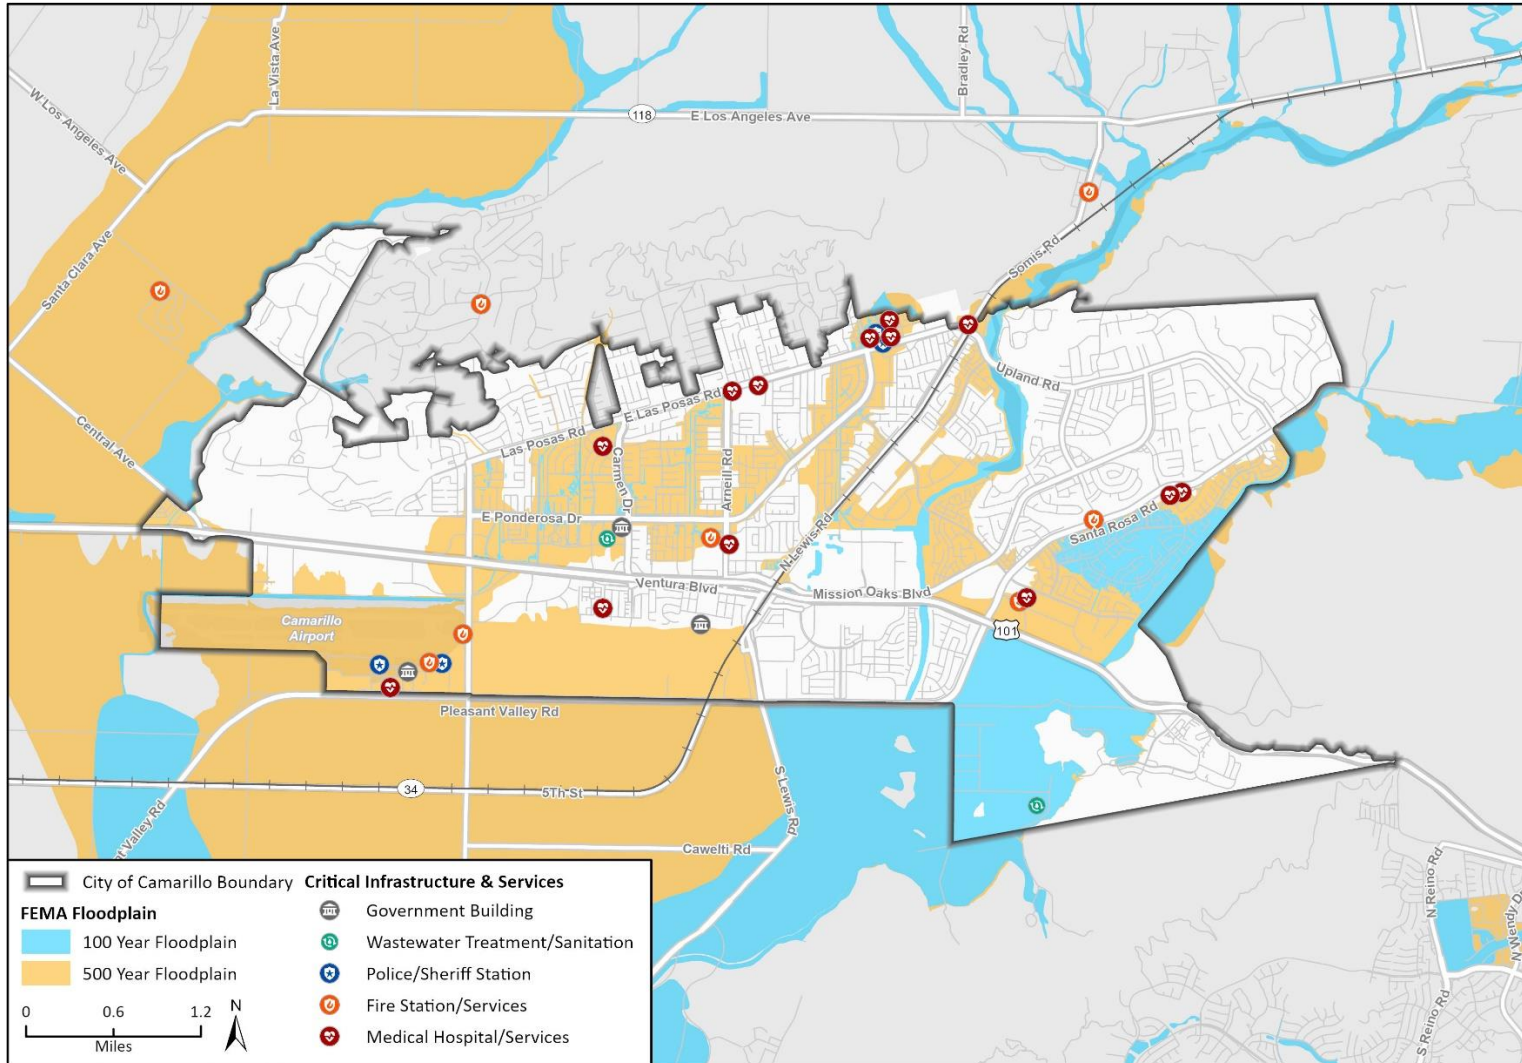 La Vista Ave
Bradley Rd
W Los Angeles Ave
118
E Los Angeles Ave
Santa Clara Ave
Somis Rd
Upland Rd
E Las Posas Rd
Las Posas Rd
Central Ave
Carmen Dr
Arneill Rd
Santa Rosa Rd
E Ponderosa Dr
N Lewis Rd
Ventura Blvd
Mission Oaks Blvd
Camarillo
Airport
101
Pleasant Valley Rd
34
5Th St
S Lewis Rd
nt Valley Rd
Cawelti Rd
N Reino Rd
N Wendy Dr
S Reino Rd
City of Camarillo Boundary
FEMA Floodplain
100 Year Floodplain
500 Year Floodplain
0 0.6 1.2
Miles
N
Critical Infrastructure & Services
Government Building
Wastewater Treatment/Sanitation
Police/Sheriff Station
Fire Station/Services
Medical Hospital/Services